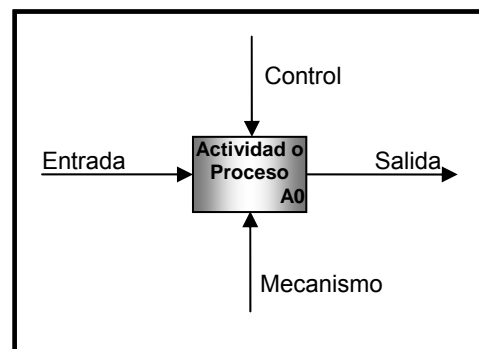 Control
Entrada
Actividad o
Proceso
A0
Salida
Mecanismo